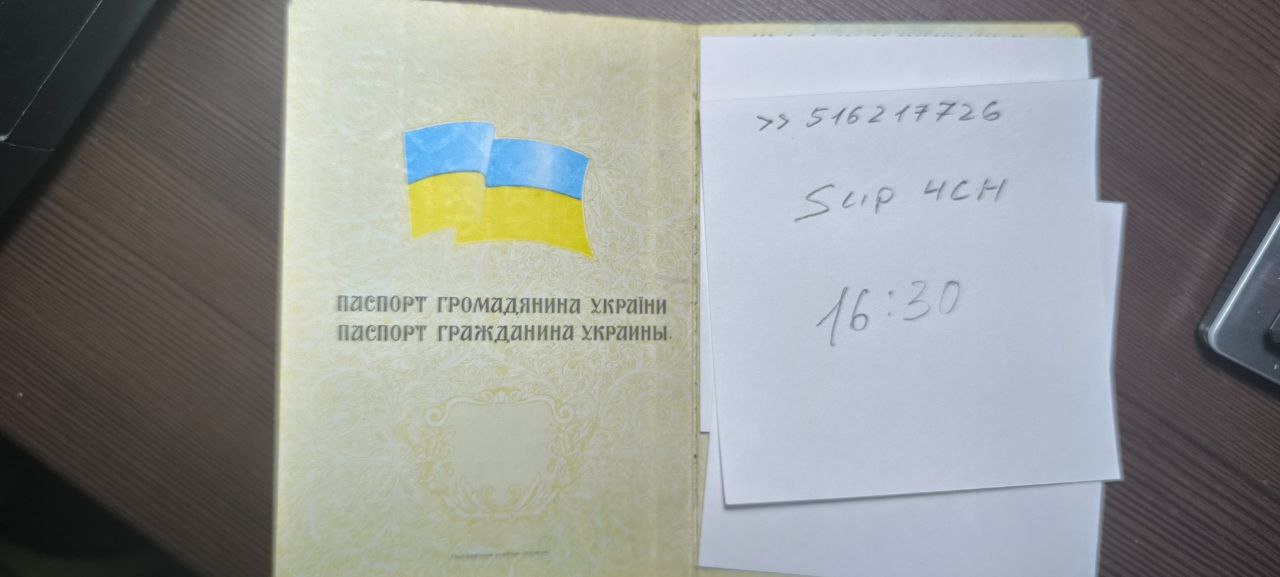 ПАСПОРТ ГРОМАДЯНИНА УКРАЇНИ
ПАСПОРТ ГРАЖДАНИНА УКРАИНЫ
>> 516217726
Sup 4CH
16:30